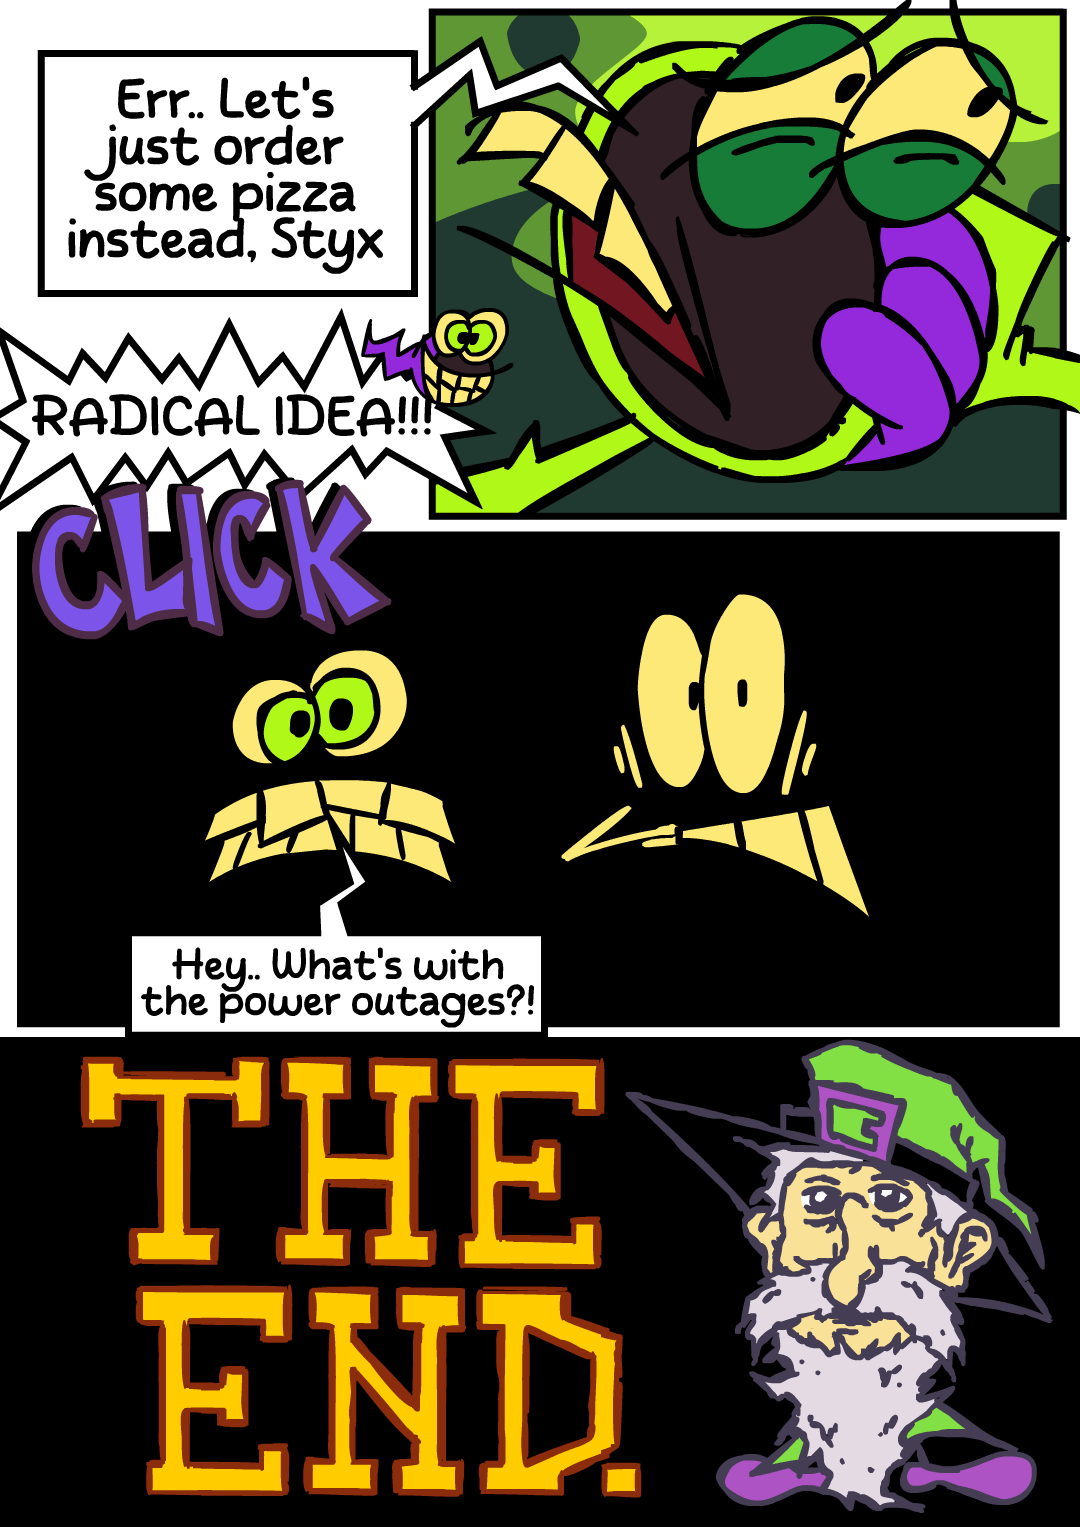 Err.. Let's
just order
some pizza
instead, Styx
RADICAL IDEA!!!
CLICK
Hey.. What's with
the power outages?!
THE
END.